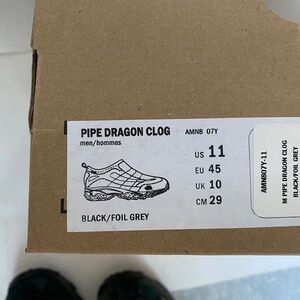 PIPE DRAGON CLOG
men/hommes
AMN8 07Y
US 11
EU 45
UK 10
CM 29
BLACK/FOIL GREY
AMN807Y-11
M PIPE DRAGON CLOG
BLACK/FOIL GREY